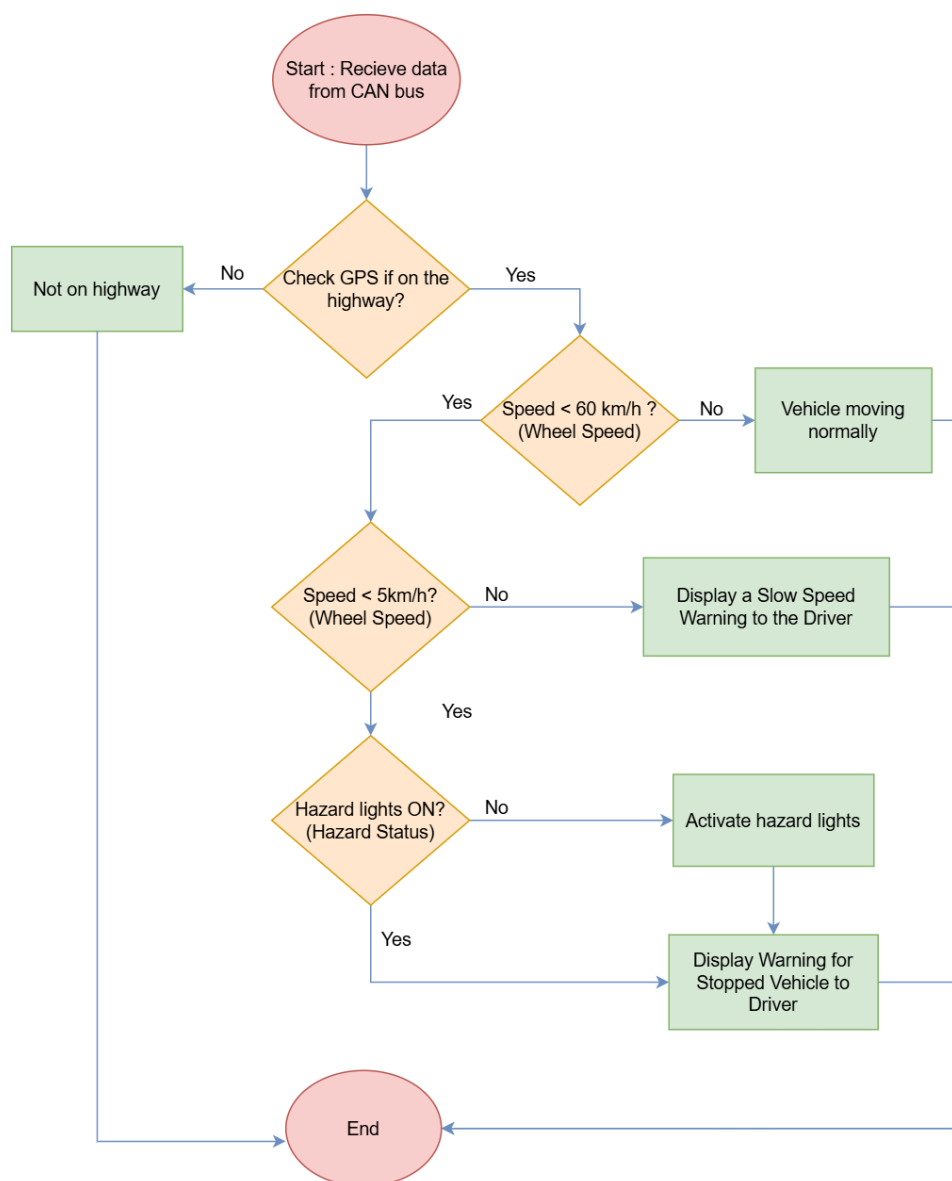 Start : Recieve data
from CAN bus
Check GPS if on the
highway?
No
Yes
Not on highway
Speed < 60 km/h ?
(Wheel Speed)
Yes
No
Vehicle moving
normally
Speed < 5km/h?
(Wheel Speed)
No
Display a Slow Speed
Warning to the Driver
Yes
Hazard lights ON?
(Hazard Status)
No
Activate hazard lights
Yes
Display Warning for
Stopped Vehicle to
Driver
End